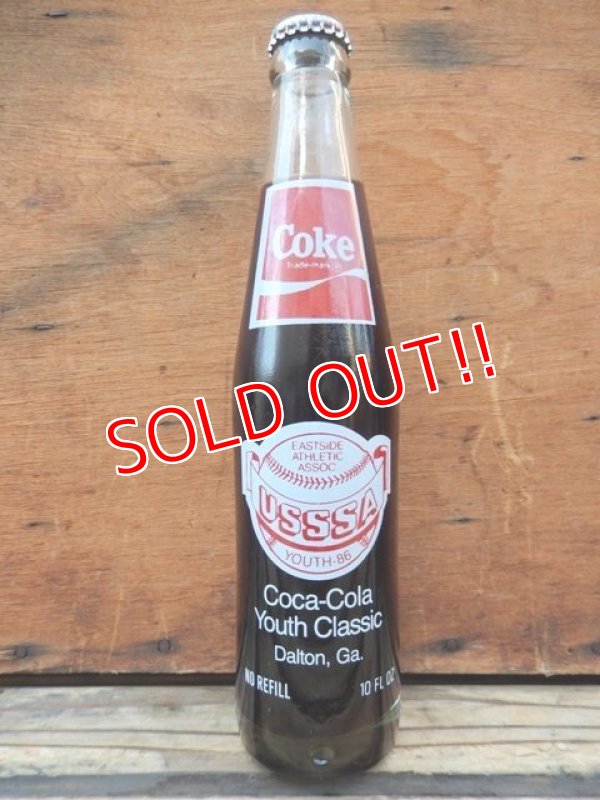 Coke
Trade-mark ®
SOLD OUT!!
EASTSIDE
ATHLETIC
ASSOC
USSSA
YOUTH-86
Coca-Cola
Youth Classic
Dalton, Ga.
NO REFILL 10 FL OZ